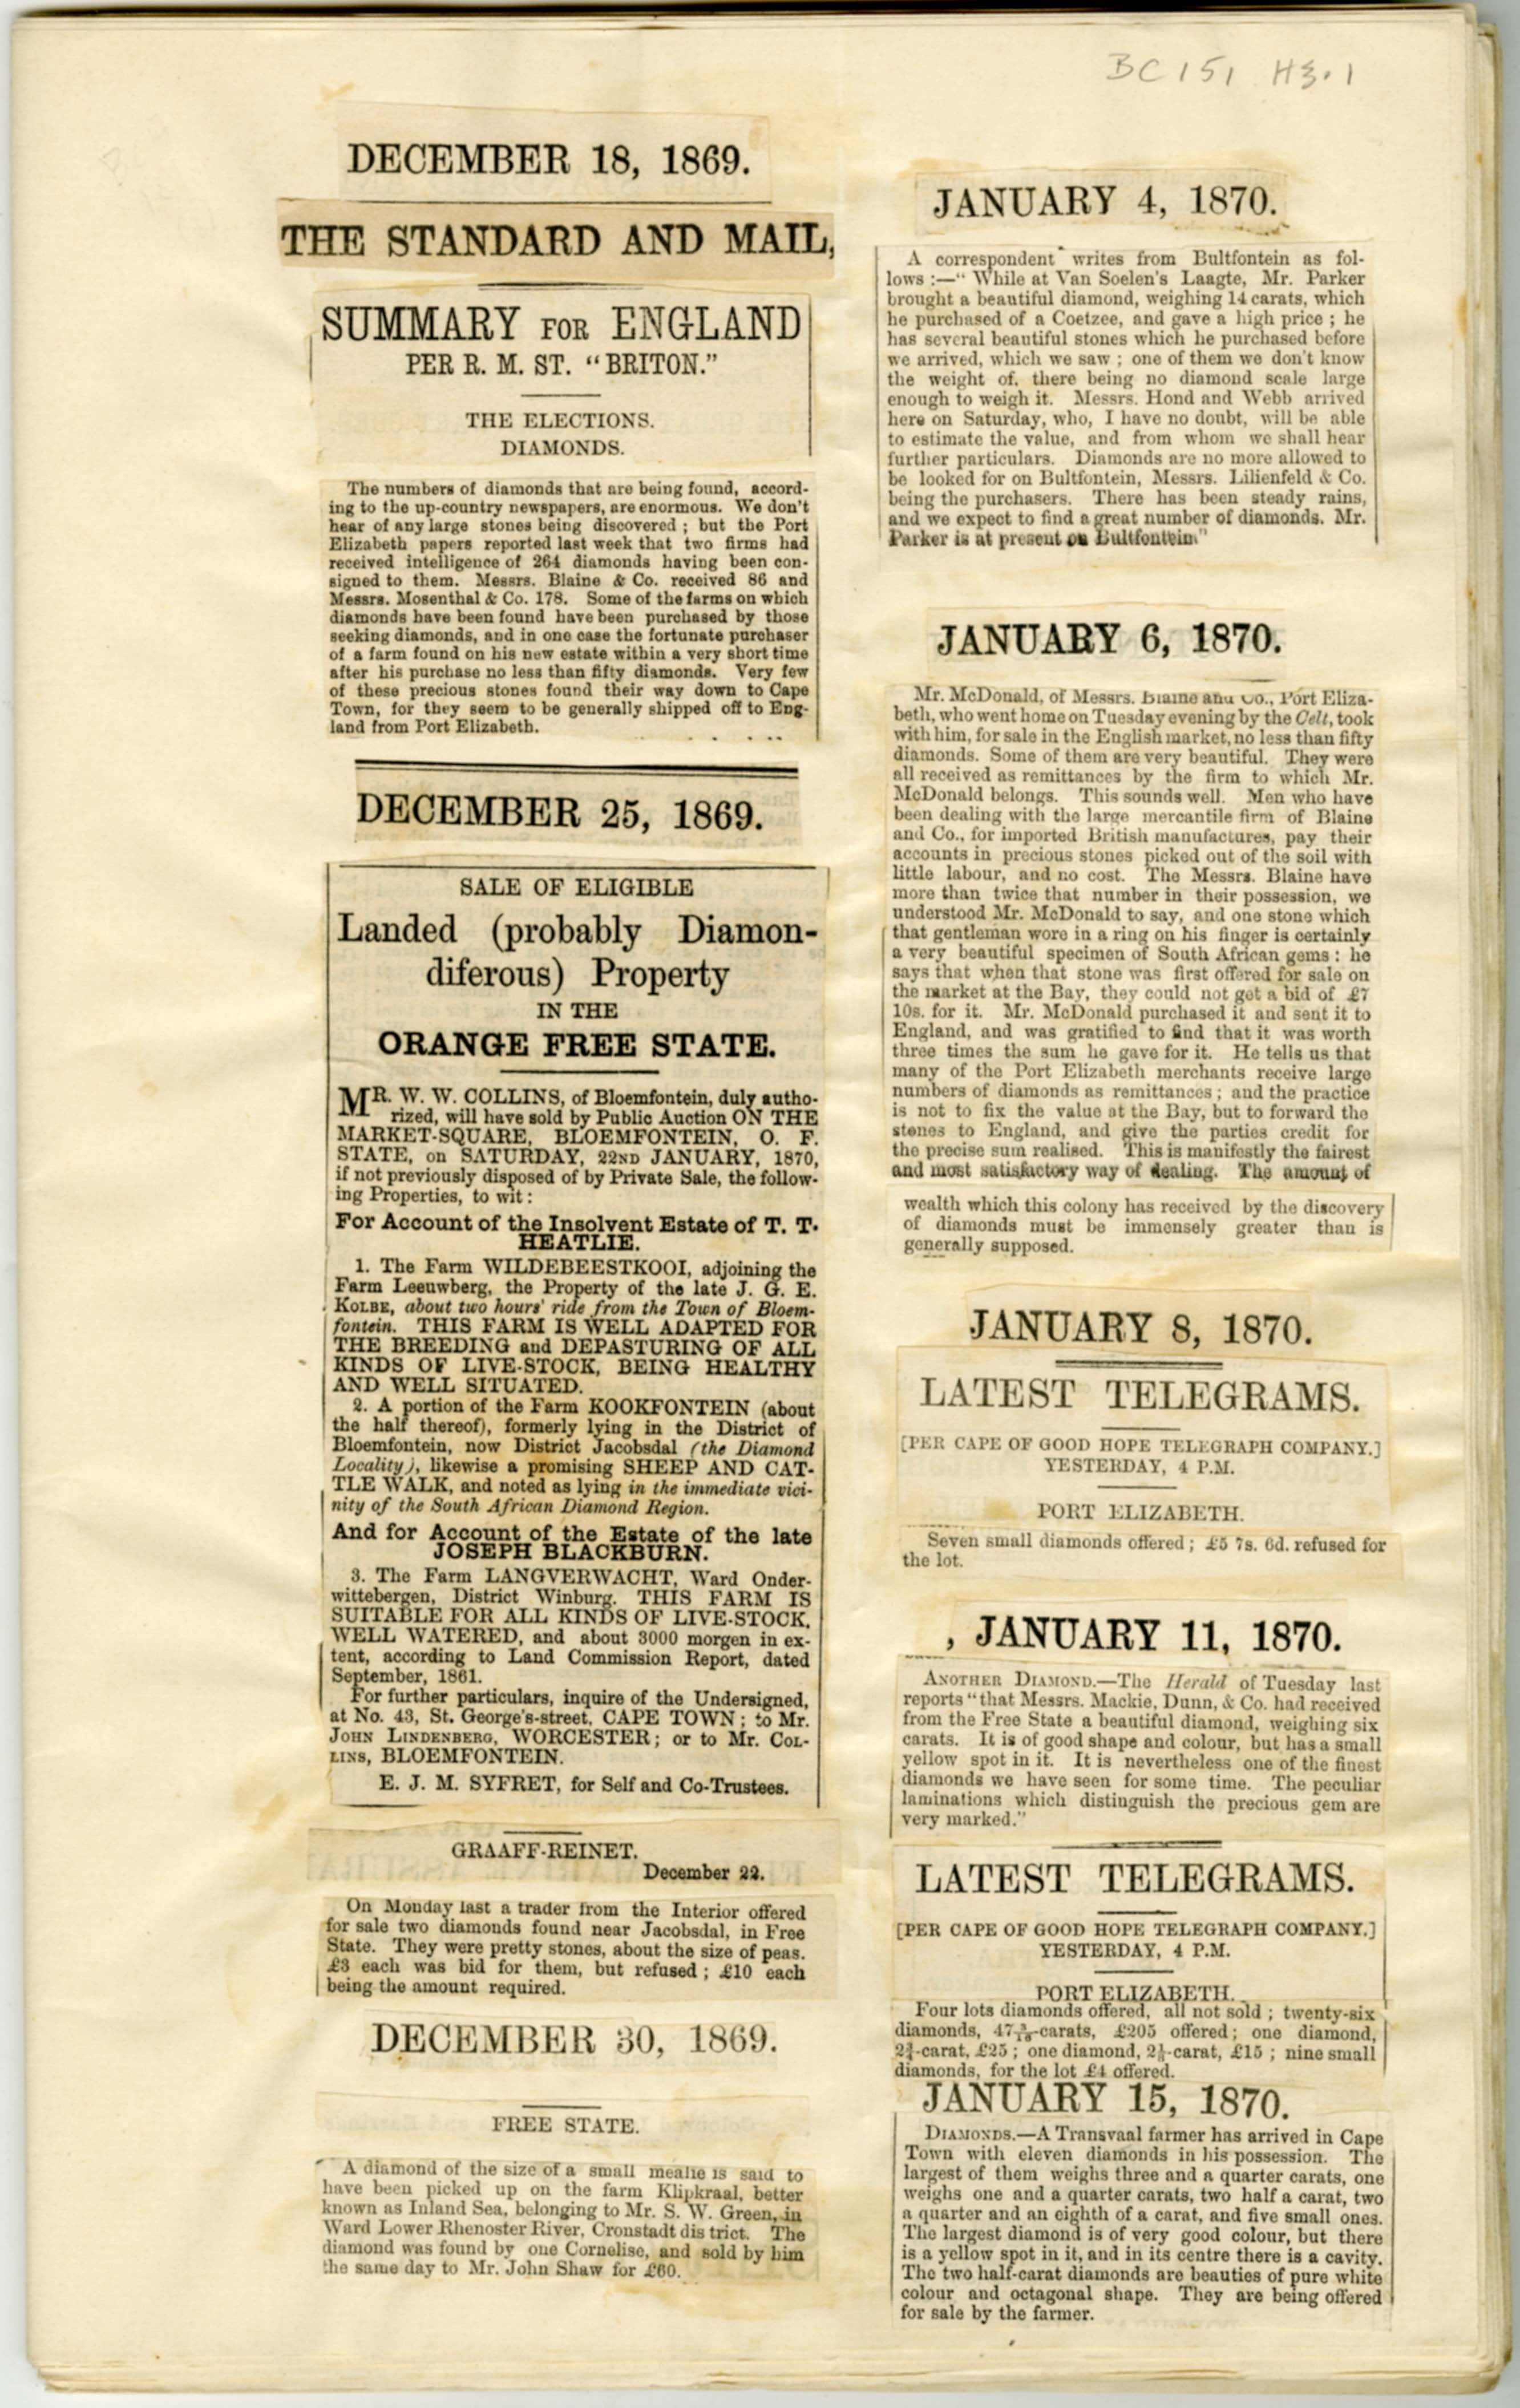 BC151 H3.1
DECEMBER 18, 1869.
THE STANDARD AND MAIL,
SUMMARY FOR ENGLAND
PER R. M. ST. "BRITON."
THE ELECTIONS.
DIAMONDS.
The numbers of diamonds that are being found, accord-
ing to the up-country newspapers, are enormous. We don't
hear of any large stones being discovered; but the Port
Elizabeth papers reported last week that two firms had
received intelligence of 264 diamonds having been con-
signed to them. Messrs. Blaine & Co. received 86 and
Messrs. Mosenthal & Co. 178. Some of the farms on which
diamonds have been found have been purchased by those
seeking diamonds, and in one case the fortunate purchaser
of a farm found on his new estate within a very short time
after his purchase no less than fifty diamonds. Very few
of these precious stones found their way down to Cape
Town, for they seem to be generally shipped off to Eng-
land from Port Elizabeth.
DECEMBER 25, 1869.
SALE OF ELIGIBLE
Landed (probably Diamon-
diferous) Property
IN THE
ORANGE FREE STATE.
MR. W. W. COLLINS, of Bloemfontein, duly autho-
rized, will have sold by Public Auction ON THE
MARKET-SQUARE, BLOEMFONTEIN, O. F.
STATE, on SATURDAY, 22ND JANUARY, 1870,
if not previously disposed of by Private Sale, the follow-
ing Properties, to wit:
For Account of the Insolvent Estate of T. T.
HEATLIE.
1. The Farm WILDEBEESTKOOI, adjoining the
Farm Leeuwberg, the Property of the late J. G. E.
KOLBE, about two hours' ride from the Town of Bloem-
fontein. THIS FARM IS WELL ADAPTED FOR
THE BREEDING and DEPASTURING OF ALL
KINDS OF LIVE-STOCK, BEING HEALTHY
AND WELL SITUATED.
2. A portion of the Farm KOOKFONTEIN (about
the half thereof), formerly lying in the District of
Bloemfontein, now District Jacobsdal (the Diamond
Locality), likewise a promising SHEEP AND CAT-
TLE WALK, and noted as lying in the immediate vici-
nity of the South African Diamond Region.
And for Account of the Estate of the late
JOSEPH BLACKBURN.
3. The Farm LANGVERWACHT, Ward Onder-
wittebergen, District Winburg. THIS FARM IS
SUITABLE FOR ALL KINDS OF LIVE-STOCK,
WELL WATERED, and about 3000 morgen in ex-
tent, according to Land Commission Report, dated
September, 1861.
For further particulars, inquire of the Undersigned,
at No. 43, St. George's-street, CAPE TOWN; to Mr.
JOHN LINDENBERG, WORCESTER; or to Mr. COL-
LINS, BLOEMFONTEIN.
E. J. M. SYFRET, for Self and Co-Trustees.
GRAAFF-REINET.
December 22.
On Monday last a trader from the Interior offered
for sale two diamonds found near Jacobsdal, in Free
State. They were pretty stones, about the size of peas.
£3 each was bid for them, but refused; £10 each
being the amount required.
DECEMBER 30, 1869.
FREE STATE.
A diamond of the size of a small mealie is said to
have been picked up on the farm Klipkraal, better
known as Inland Sea, belonging to Mr. S. W. Green, in
Ward Lower Rhenoster River, Cronstadt dis trict. The
diamond was found by one Cornelise, and sold by him
the same day to Mr. John Shaw for £60.
JANUARY 4, 1870.
A correspondent writes from Bultfontein as fol-
lows:—"While at Van Soelen's Laagte, Mr. Parker
brought a beautiful diamond, weighing 14 carats, which
he purchased of a Coetzee, and gave a high price; he
has several beautiful stones which he purchased before
we arrived, which we saw; one of them we don't know
the weight of, there being no diamond scale large
enough to weigh it. Messrs. Hond and Webb arrived
here on Saturday, who, I have no doubt, will be able
to estimate the value, and from whom we shall hear
further particulars. Diamonds are no more allowed to
be looked for on Bultfontein, Messrs. Lilienfeld & Co.
being the purchasers. There has been steady rains,
and we expect to find a great number of diamonds. Mr.
Parker is at present on Bultfontein."
JANUARY 6, 1870.
Mr. McDonald, of Messrs. Blaine and Co., Port Eliza-
beth, who went home on Tuesday evening by the Celt, took
with him, for sale in the English market, no less than fifty
diamonds. Some of them are very beautiful. They were
all received as remittances by the firm to which Mr.
McDonald belongs. This sounds well. Men who have
been dealing with the large mercantile firm of Blaine
and Co., for imported British manufactures, pay their
accounts in precious stones picked out of the soil with
little labour, and no cost. The Messrs. Blaine have
more than twice that number in their possession, we
understood Mr. McDonald to say, and one stone which
that gentleman wore in a ring on his finger is certainly
a very beautiful specimen of South African gems: he
says that when that stone was first offered for sale on
the market at the Bay, they could not get a bid of £7
10s. for it. Mr. McDonald purchased it and sent it to
England, and was gratified to find that it was worth
three times the sum he gave for it. He tells us that
many of the Port Elizabeth merchants receive large
numbers of diamonds as remittances; and the practice
is not to fix the value at the Bay, but to forward the
stones to England, and give the parties credit for
the precise sum realised. This is manifestly the fairest
and most satisfactory way of dealing. The amount of
wealth which this colony has received by the discovery
of diamonds must be immensely greater than is
generally supposed.
JANUARY 8, 1870.
LATEST TELEGRAMS.
[PER CAPE OF GOOD HOPE TELEGRAPH COMPANY.]
YESTERDAY, 4 P.M.
PORT ELIZABETH.
Seven small diamonds offered; £5 7s. 6d. refused for
the lot.
, JANUARY 11, 1870.
ANOTHER DIAMOND.—The Herald of Tuesday last
reports "that Messrs. Mackie, Dunn, & Co. had received
from the Free State a beautiful diamond, weighing six
carats. It is of good shape and colour, but has a small
yellow spot in it. It is nevertheless one of the finest
diamonds we have seen for some time. The peculiar
laminations which distinguish the precious gem are
very marked."
LATEST TELEGRAMS.
[PER CAPE OF GOOD HOPE TELEGRAPH COMPANY.]
YESTERDAY, 4 P.M.
PORT ELIZABETH.
Four lots diamonds offered, all not sold; twenty-six
diamonds, 47 -carats, £205 offered; one diamond,
2¾-carat, £25; one diamond, -carat, £15; nine small
diamonds, for the lot £4 offered.
JANUARY 15, 1870.
DIAMONDS.—A Transvaal farmer has arrived in Cape
Town with eleven diamonds in his possession. The
largest of them weighs three and a quarter carats, one
weighs one and a quarter carats, two half a carat, two
a quarter and an eighth of a carat, and five small ones.
The largest diamond is of very good colour, but there
is a yellow spot in it, and in its centre there is a cavity.
The two half-carat diamonds are beauties of pure white
colour and octagonal shape. They are being offered
for sale by the farmer.